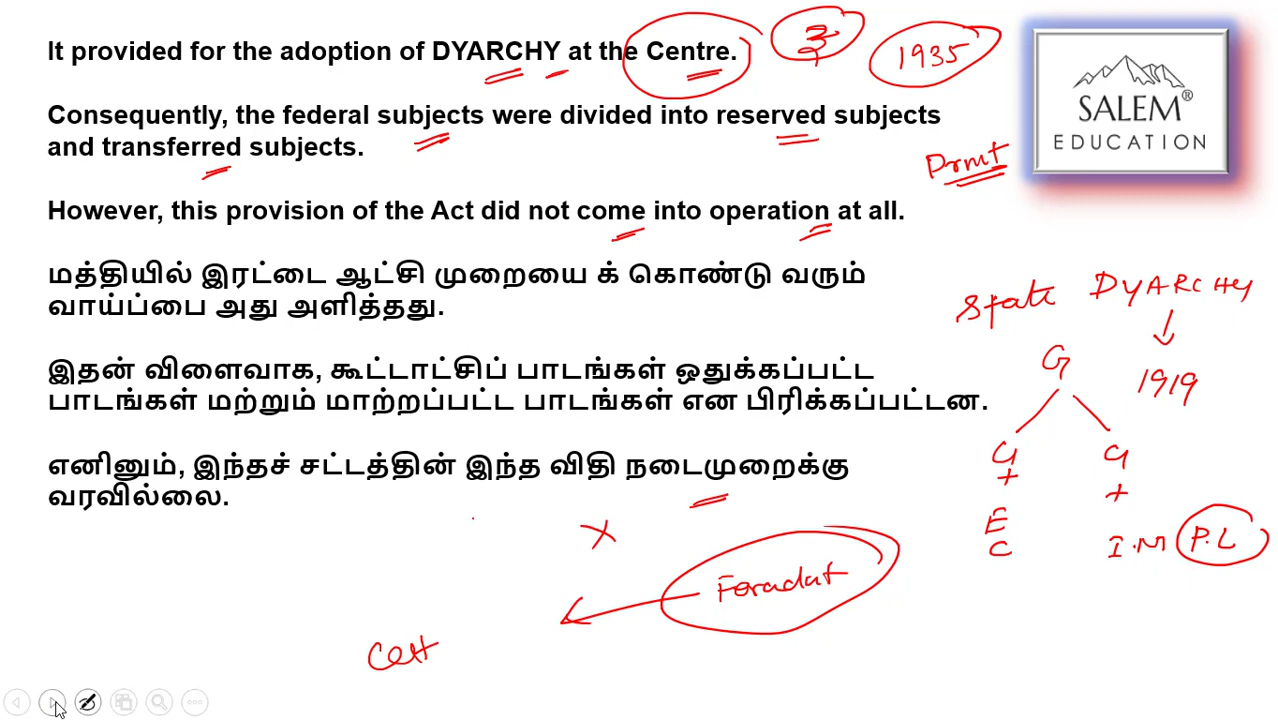 It provided for the adoption of DYARCHY at the Centre.
3
1935
Consequently, the federal subjects were divided into reserved subjects
and transferred subjects.
Prmt
However, this provision of the Act did not come into operation at all.
SALEM®
EDUCATION
மத்தியில் இரட்டை ஆட்சி முறையை க் கொண்டு வரும்
வாய்ப்பை அது அளித்தது.
State DYARCHY
1919
இதன் விளைவாக, கூட்டாட்சிப் பாடங்கள் ஒதுக்கப்பட்ட
பாடங்கள் மற்றும் மாற்றப்பட்ட பாடங்கள் என பிரிக்கப்பட்டன.
எனினும், இந்தச் சட்டத்தின் இந்த விதி நடைமுறைக்கு
வரவில்லை.
G
G G
+ +
E
C I.M P.L
X